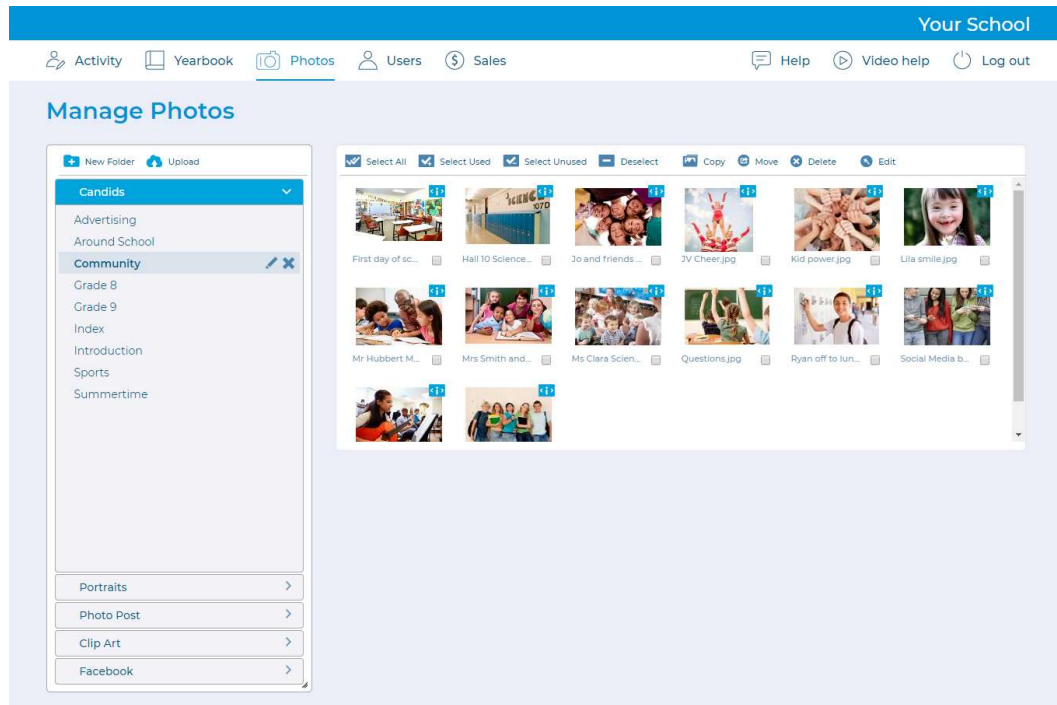 Your School
Activity Yearbook Photos Users Sales Help Video help Log out
Manage Photos
New Folder Upload
Candids
Advertising
Around School
Community
Grade 8
Grade 9
Index
Introduction
Sports
Summertime
Portraits
Photo Post
Clip Art
Facebook
Select All Select Used Select Unused Deselect Copy Move Delete Edit
SCIENCE
107D
First day of sc... Hall 10 Science... Jo and friends ... JV Cheer.jpg Kid power.jpg Lila smile.jpg
Mr Hubbert M... Mrs Smith and... Ms Clara Scien... Questions.jpg Ryan off to lun... Social Media b...